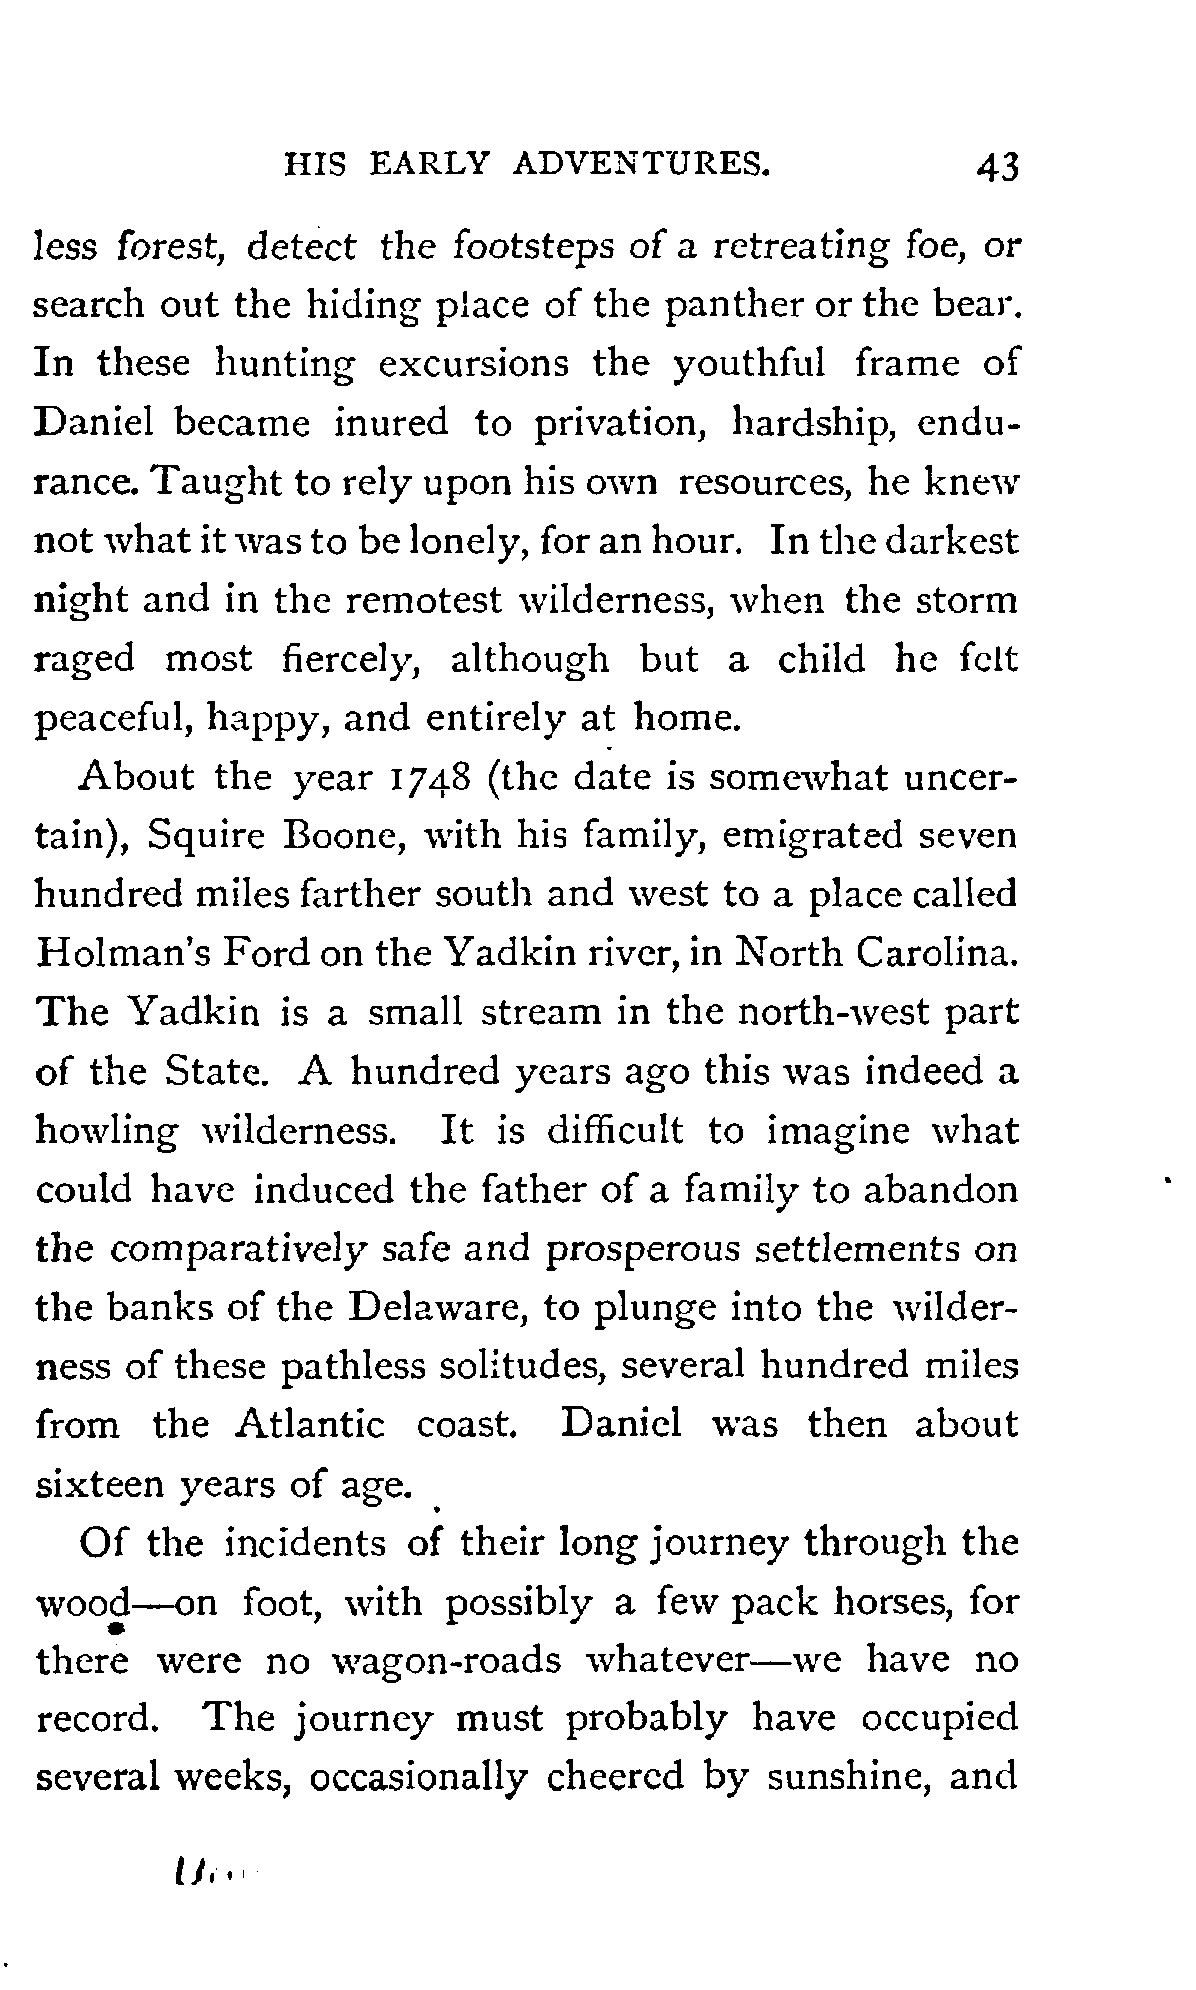 HIS EARLY ADVENTURES. 43
less forest, detect the footsteps of a retreating foe, or
search out the hiding place of the panther or the bear.
In these hunting excursions the youthful frame of
Daniel became inured to privation, hardship, endu-
rance. Taught to rely upon his own resources, he knew
not what it was to be lonely, for an hour. In the darkest
night and in the remotest wilderness, when the storm
raged most fiercely, although but a child he felt
peaceful, happy, and entirely at home.
About the year 1748 (the date is somewhat uncer-
tain), Squire Boone, with his family, emigrated seven
hundred miles farther south and west to a place called
Holman's Ford on the Yadkin river, in North Carolina.
The Yadkin is a small stream in the north-west part
of the State. A hundred years ago this was indeed a
howling wilderness. It is difficult to imagine what
could have induced the father of a family to abandon
the comparatively safe and prosperous settlements on
the banks of the Delaware, to plunge into the wilder-
ness of these pathless solitudes, several hundred miles
from the Atlantic coast. Daniel was then about
sixteen years of age.
Of the incidents of their long journey through the
wood—on foot, with possibly a few pack horses, for
there were no wagon-roads whatever—we have no
record. The journey must probably have occupied
several weeks, occasionally cheered by sunshine, and